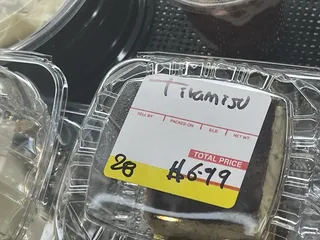 Tiramisu
SELL BY PACKED ON $/LB. NET WT.
TOTAL PRICE
28 $6.99